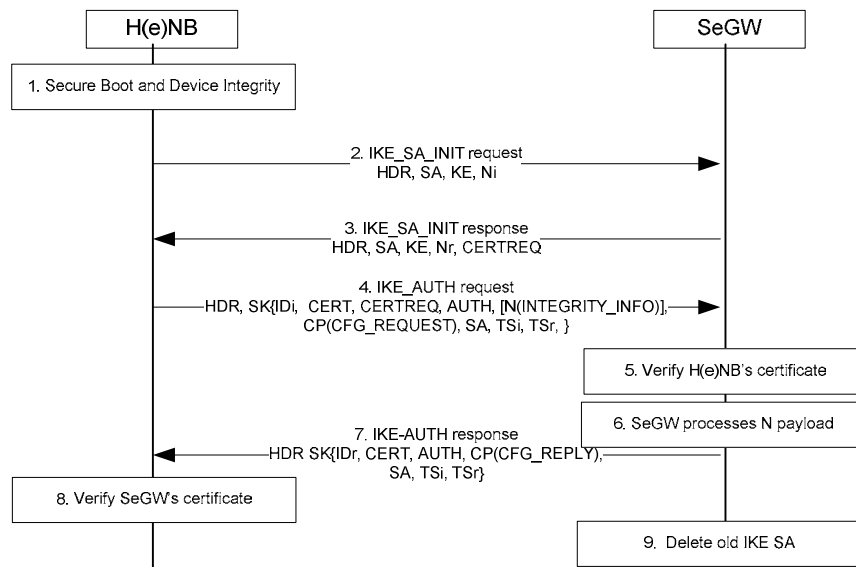 H(e)NB
SeGW
1. Secure Boot and Device Integrity
2. IKE_SA_INIT request
HDR, SA, KE, Ni
3. IKE_SA_INIT response
HDR, SA, KE, Nr, CERTREQ
4. IKE_AUTH request
HDR, SK{IDi, CERT, CERTREQ, AUTH, [N(INTEGRITY_INFO)],
CP(CFG_REQUEST), SA, TSi, TSr, }
5. Verify H(e)NB's certificate
6. SeGW processes N payload
7. IKE-AUTH response
HDR SK{IDr, CERT, AUTH, CP(CFG_REPLY),
SA, TSi, TSr}
8. Verify SeGW's certificate
9. Delete old IKE SA